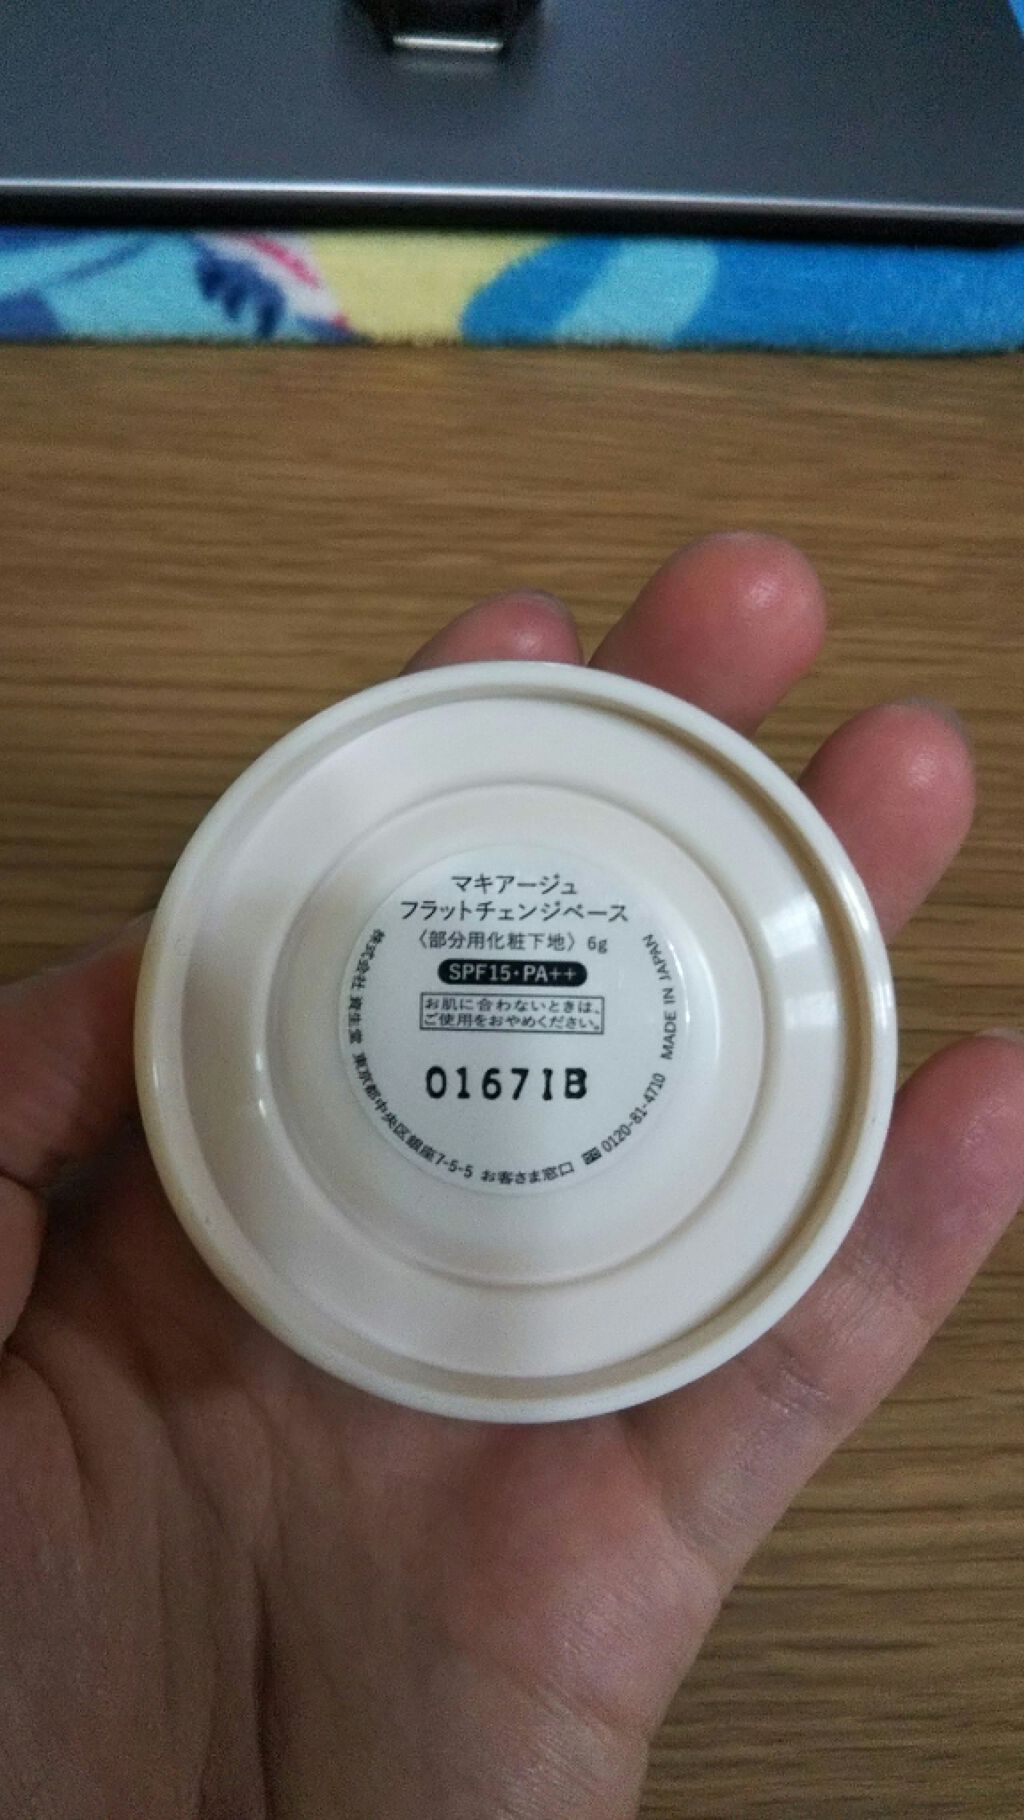 マキアージュ
フラットチェンジベース
〈部分用化粧下地〉6g
SPF15・PA++
お肌に合わないときは、
ご使用をおやめください。
01671B
株式会社 資生堂 東京都中央区銀座7-5-5 お客さま窓口 0120-81-4710 MADE IN JAPAN